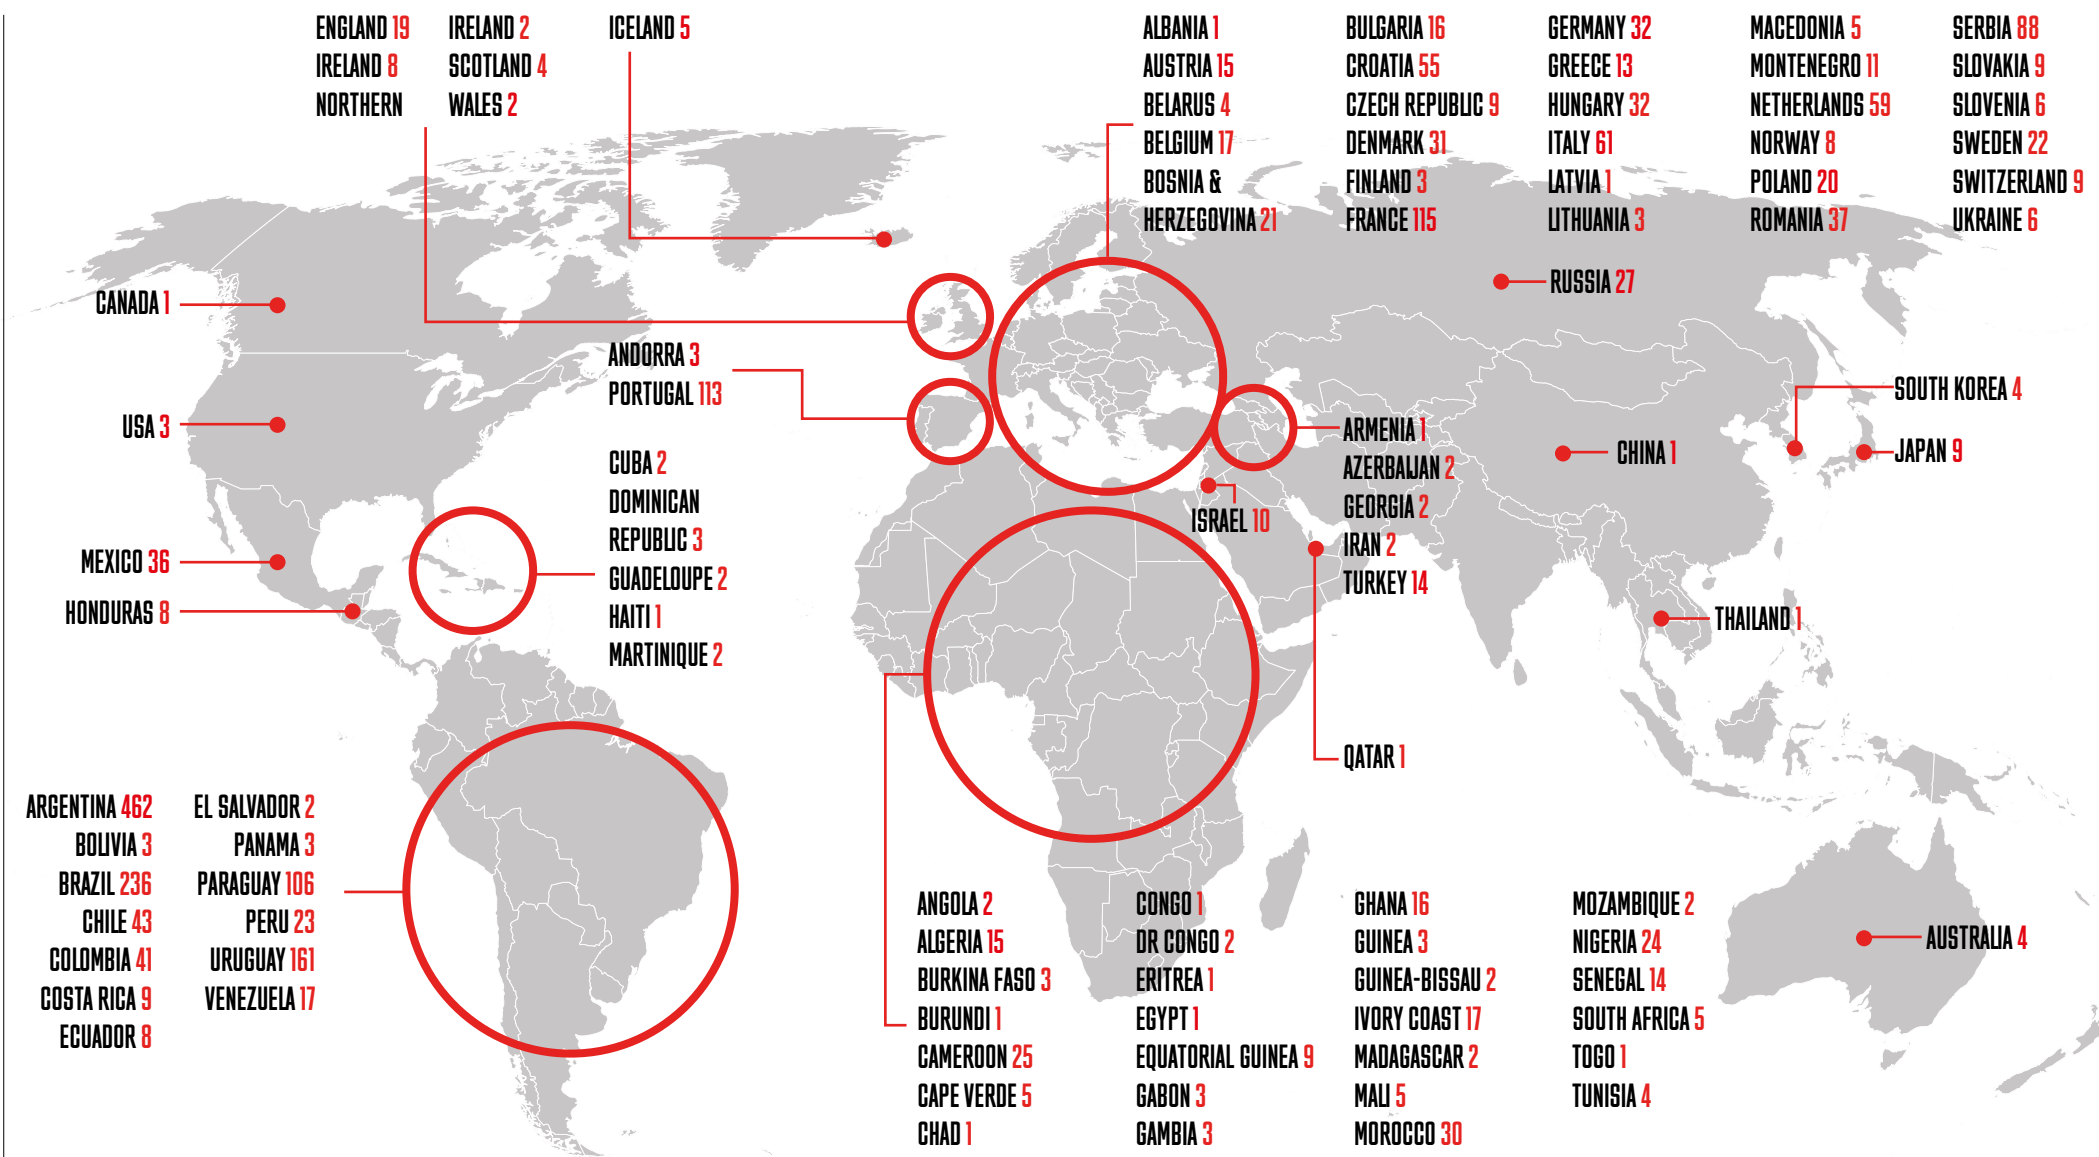 ENGLAND 19
IRELAND 8
NORTHERN
IRELAND 2
SCOTLAND 4
WALES 2
ICELAND 5
ALBANIA 1
AUSTRIA 15
BELARUS 4
BELGIUM 17
BOSNIA &
HERZEGOVINA 21
BULGARIA 16
CROATIA 55
CZECH REPUBLIC 9
DENMARK 31
FINLAND 3
FRANCE 115
GERMANY 32
GREECE 13
HUNGARY 32
ITALY 61
LATVIA 1
LITHUANIA 3
MACEDONIA 5
MONTENEGRO 11
NETHERLANDS 59
NORWAY 8
POLAND 20
ROMANIA 37
SERBIA 88
SLOVAKIA 9
SLOVENIA 6
SWEDEN 22
SWITZERLAND 9
UKRAINE 6
RUSSIA 27
CANADA 1
USA 3
MEXICO 36
HONDURAS 8
ANDORRA 3
PORTUGAL 113
CUBA 2
DOMINICAN
REPUBLIC 3
GUADELOUPE 2
HAITI 1
MARTINIQUE 2
ARMENIA 1
AZERBAIJAN 2
GEORGIA 2
IRAN 2
TURKEY 14
ISRAEL 10
QATAR 1
CHINA 1
SOUTH KOREA 4
JAPAN 9
THAILAND 1
ARGENTINA 462
BOLIVIA 3
BRAZIL 236
CHILE 43
COLOMBIA 41
COSTA RICA 9
ECUADOR 8
EL SALVADOR 2
PANAMA 3
PARAGUAY 106
PERU 23
URUGUAY 161
VENEZUELA 17
ANGOLA 2
ALGERIA 15
BURKINA FASO 3
BURUNDI 1
CAMEROON 25
CAPE VERDE 5
CHAD 1
CONGO 1
DR CONGO 2
ERITREA 1
EGYPT 1
EQUATORIAL GUINEA 9
GABON 3
GAMBIA 3
GHANA 16
GUINEA 3
GUINEA-BISSAU 2
IVORY COAST 17
MADAGASCAR 2
MALI 5
MOROCCO 30
MOZAMBIQUE 2
NIGERIA 24
SENEGAL 14
SOUTH AFRICA 5
TOGO 1
TUNISIA 4
AUSTRALIA 4